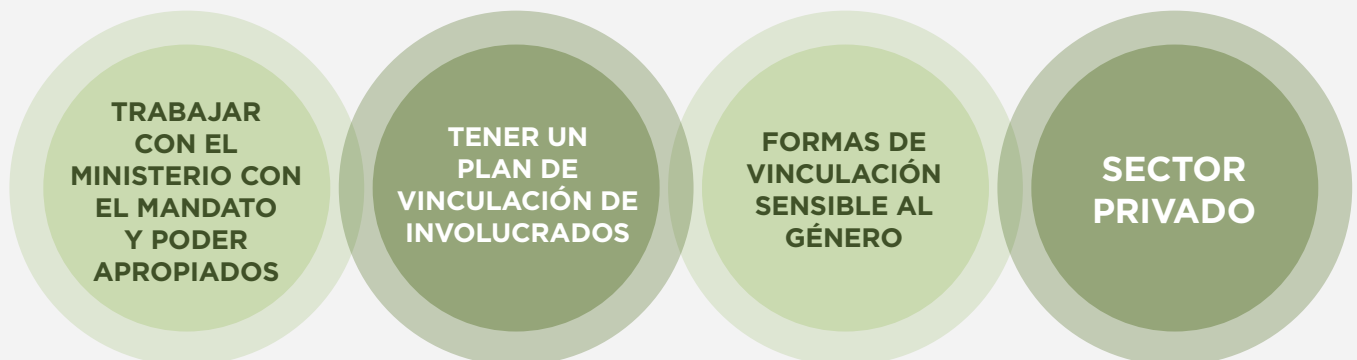 TRABAJAR
CON EL
MINISTERIO CON
EL MANDATO
Y PODER
APROPIADOS
TENER UN
PLAN DE
VINCULACIÓN DE
INVOLUCRADOS
FORMAS DE
VINCULACIÓN
SENSIBLE AL
GÉNERO
SECTOR
PRIVADO